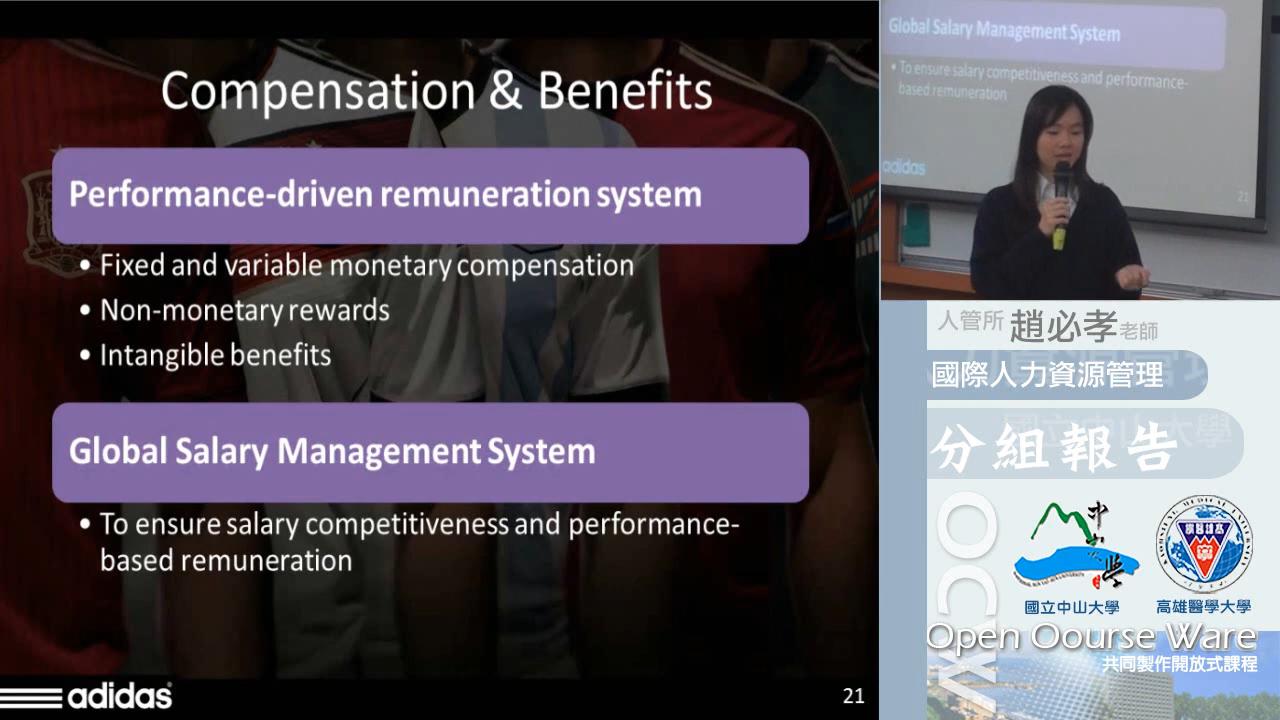 Compensation & Benefits
Performance-driven remuneration system
• Fixed and variable monetary compensation
• Non-monetary rewards
• Intangible benefits
Global Salary Management System
• To ensure salary competitiveness and performance-
based remuneration
adidas
21
Global Salary Management System
• To ensure salary competitiveness and performance-
based remuneration
adidas
21
人管所 趙必孝老師
國際人力資源管理
分組報告
OCW
中山大學
國立中山大學
高雄醫學大學
Open Oourse Ware
共同製作開放式課程